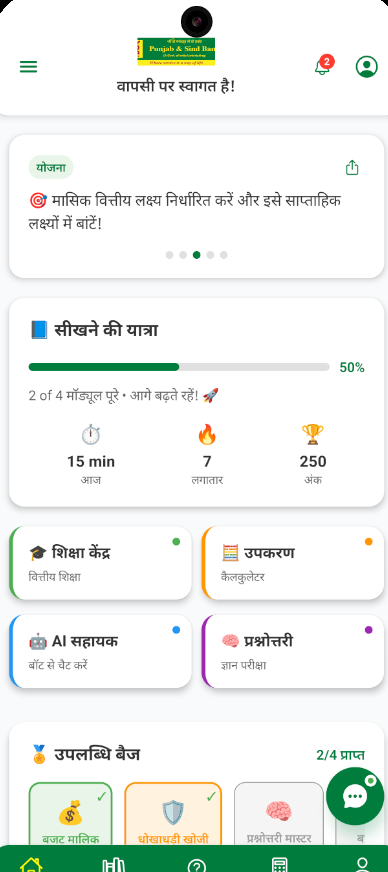 Punjab & Sind Ban
वापसी पर स्वागत है!
2
योजना
🎯 मासिक वित्तीय लक्ष्य निर्धारित करें और इसे साप्ताहिक
लक्ष्यों में बांटें!
📘 सीखने की यात्रा
50%
2 of 4 मॉड्यूल पूरे • आगे बढ़ते रहें! 🚀
15 min 7 250
आज लगातार अंक
🎓 शिक्षा केंद्र
वित्तीय शिक्षा
🧮 उपकरण
कैलकुलेटर
🤖 AI सहायक
बॉट से चैट करें
🧠 प्रश्नोत्तरी
ज्ञान परीक्षा
🏅 उपलब्धि बैज 2/4 प्राप्त
बजट मालिक धोखाधड़ी खोजी प्रश्नोत्तरी मास्टर ब